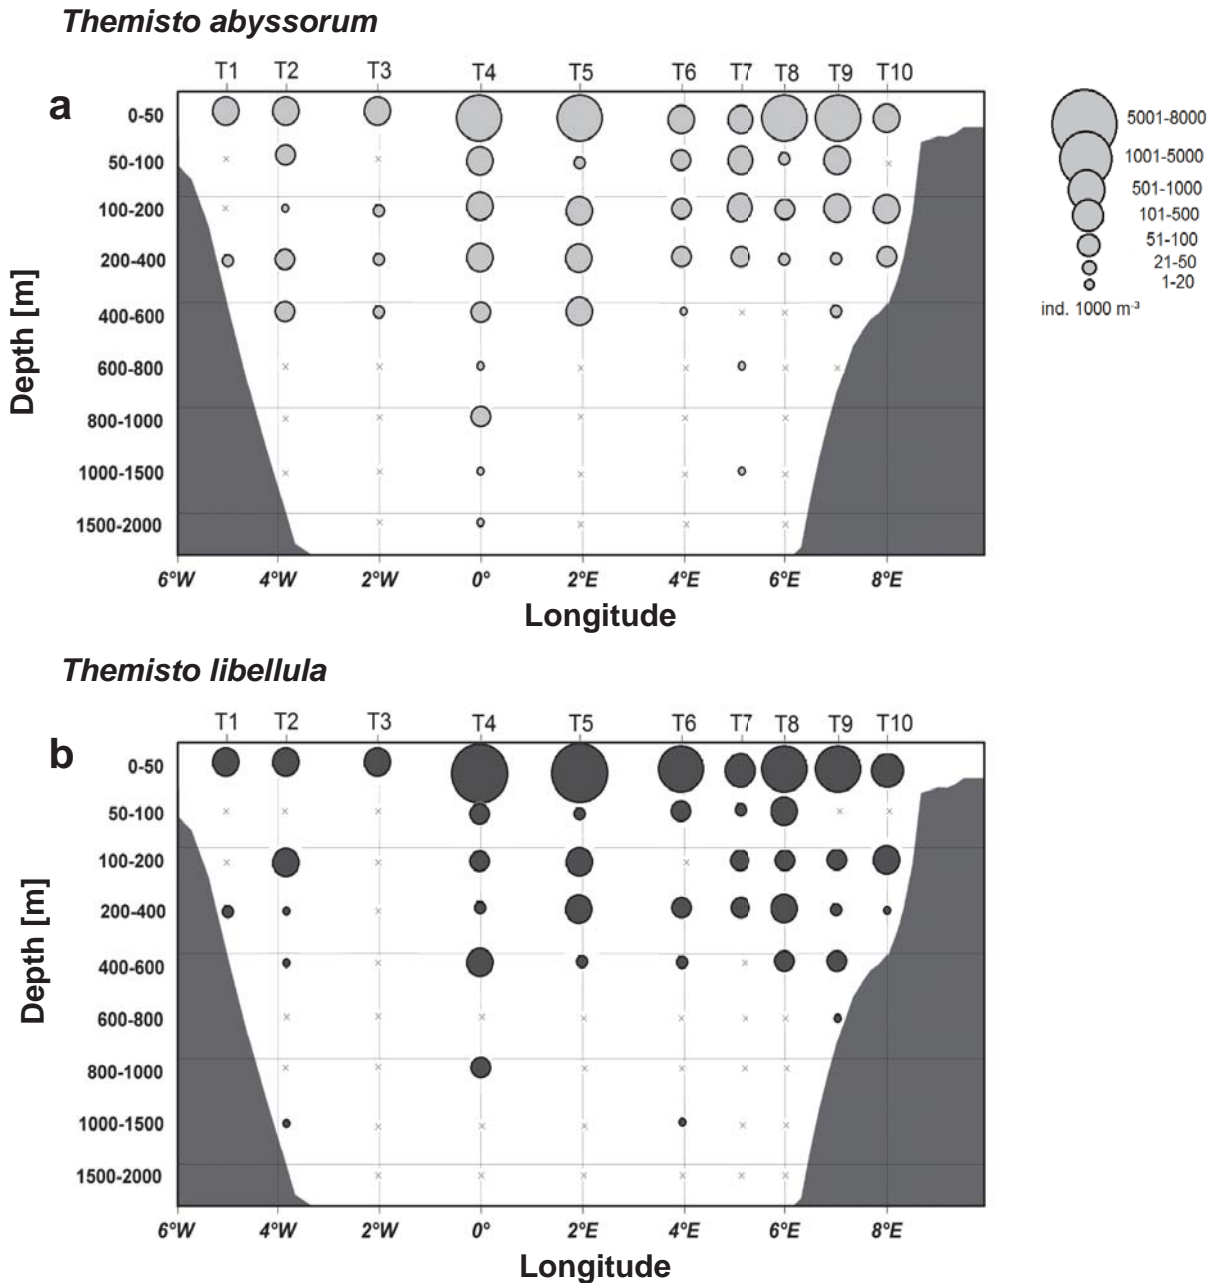 Themisto abyssorum
a
T1 T2 T3 T4 T5 T6 T7 T8 T9 T10
0-50
50-100
100-200
200-400
400-600
600-800
800-1000
1000-1500
1500-2000
Depth [m]
6°W 4°W 2°W 0° 2°E 4°E 6°E 8°E
Longitude
5001-8000
1001-5000
501-1000
101-500
51-100
21-50
1-20
ind. 1000 m⁻³
Themisto libellula
b
T1 T2 T3 T4 T5 T6 T7 T8 T9 T10
0-50
50-100
100-200
200-400
400-600
600-800
800-1000
1000-1500
1500-2000
Depth [m]
6°W 4°W 2°W 0° 2°E 4°E 6°E 8°E
Longitude